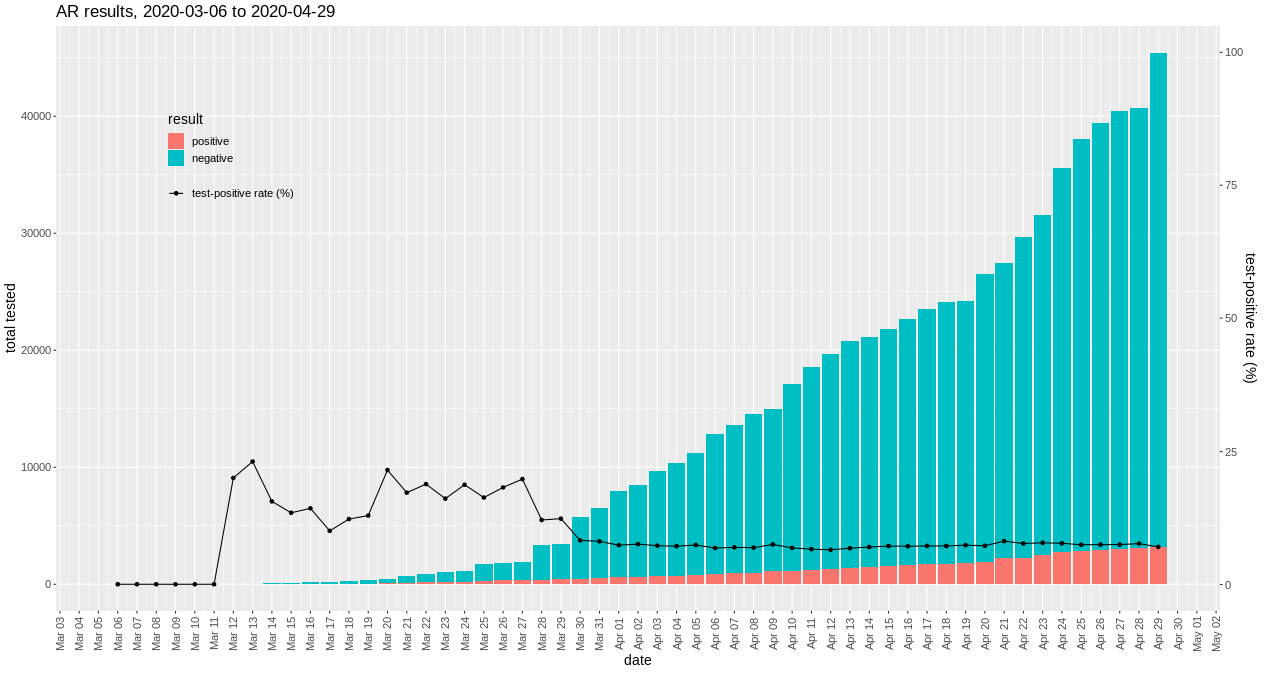 AR results, 2020-03-06 to 2020-04-29
total tested
40000
30000
20000
10000
0
result
positive
negative
test-positive rate (%)
100
75
50
25
0
test-positive rate (%)
Mar 03
Mar 04
Mar 05
Mar 06
Mar 07
Mar 08
Mar 09
Mar 10
Mar 11
Mar 12
Mar 13
Mar 14
Mar 15
Mar 16
Mar 17
Mar 18
Mar 19
Mar 20
Mar 21
Mar 22
Mar 23
Mar 24
Mar 25
Mar 26
Mar 27
Mar 28
Mar 29
Mar 30
Mar 31
Apr 01
Apr 02
Apr 03
Apr 04
Apr 05
Apr 06
Apr 07
Apr 08
Apr 09
Apr 10
Apr 11
Apr 12
Apr 13
Apr 14
Apr 15
Apr 16
Apr 17
Apr 18
Apr 19
Apr 20
Apr 21
Apr 22
Apr 23
Apr 24
Apr 25
Apr 26
Apr 27
Apr 28
Apr 29
Apr 30
May 01
May 02
date